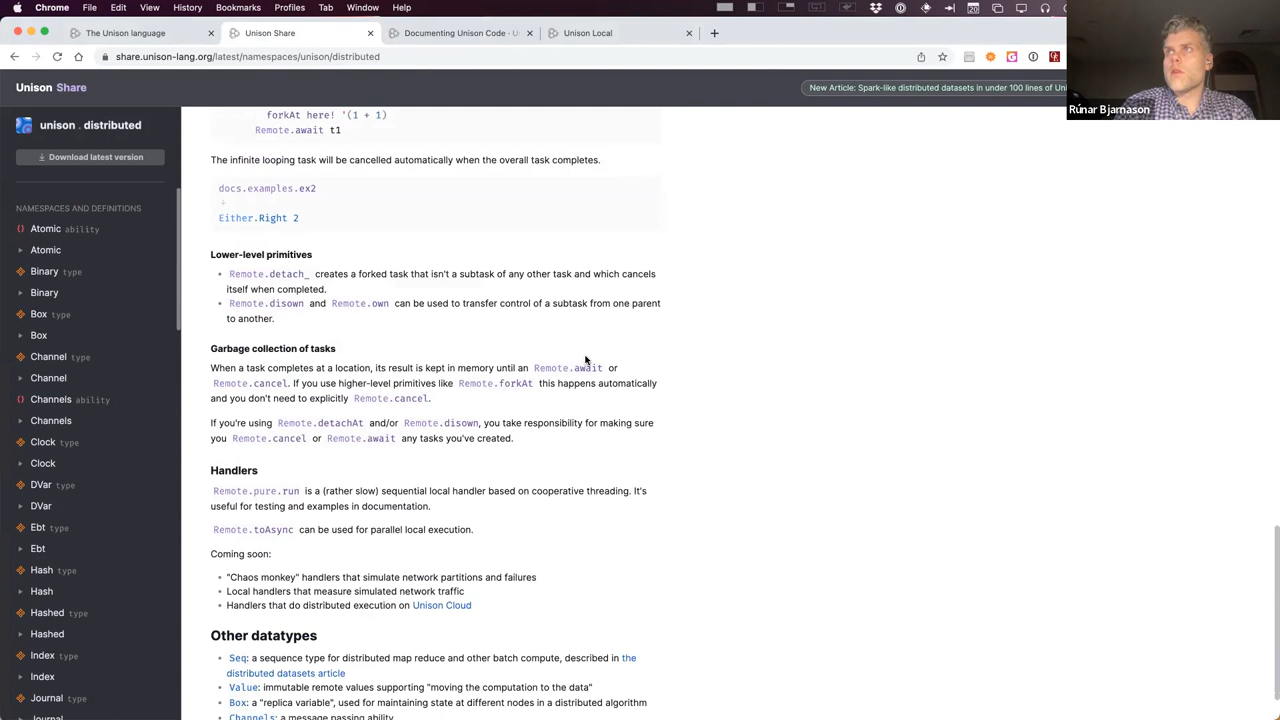 Chrome File Edit View History Bookmarks Profiles Tab Window Help
The Unison language
Unison Share
Documenting Unison Code · U
Unison Local
share.unison-lang.org/latest/namespaces/unison/distributed
Unison Share
New Article: Spark-like distributed datasets in under 100 lines of Uni
Rúnar Bjarnason
unison . distributed
Download latest version
NAMESPACES AND DEFINITIONS
Atomic ability
Atomic
Binary type
Binary
Box type
Box
Channel type
Channel
Channels ability
Channels
Clock type
Clock
DVar type
DVar
Ebt type
Ebt
Hash type
Hash
Hashed type
Hashed
Index type
Index
Journal type
forkAt here! '(1 + 1)
Remote.await t1
The infinite looping task will be cancelled automatically when the overall task completes.
docs.examples.ex2
Either.Right 2
Lower-level primitives
Remote.detach_ creates a forked task that isn't a subtask of any other task and which cancels
itself when completed.
Remote.disown and Remote.own can be used to transfer control of a subtask from one parent
to another.
Garbage collection of tasks
When a task completes at a location, its result is kept in memory until an Remote.await or
Remote.cancel. If you use higher-level primitives like Remote.forkAt this happens automatically
and you don't need to explicitly Remote.cancel.
If you're using Remote.detachAt and/or Remote.disown, you take responsibility for making sure
you Remote.cancel or Remote.await any tasks you've created.
Handlers
Remote.pure.run is a (rather slow) sequential local handler based on cooperative threading. It's
useful for testing and examples in documentation.
Remote.toAsync can be used for parallel local execution.
Coming soon:
"Chaos monkey" handlers that simulate network partitions and failures
Local handlers that measure simulated network traffic
Handlers that do distributed execution on Unison Cloud
Other datatypes
Seq: a sequence type for distributed map reduce and other batch compute, described in the
distributed datasets article
Value: immutable remote values supporting "moving the computation to the data"
Box: a "replica variable", used for maintaining state at different nodes in a distributed algorithm
Channels: a message passing ability